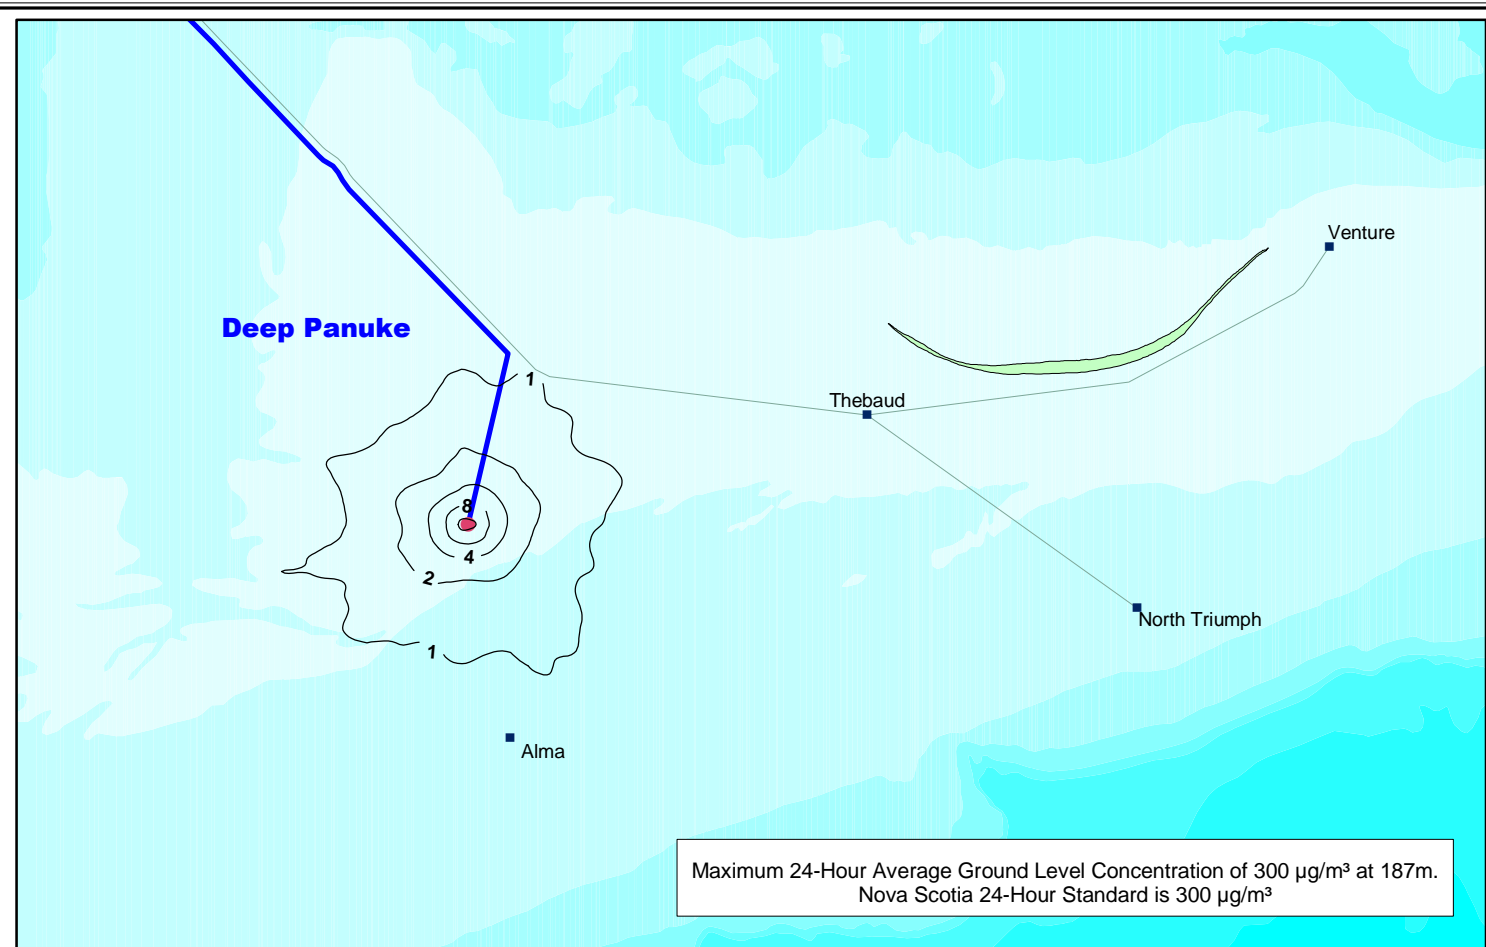 Venture
Deep Panuke
1
Thebaud
8
4
2
North Triumph
1
Alma
Maximum 24-Hour Average Ground Level Concentration of 300 µg/m³ at 187m.
Nova Scotia 24-Hour Standard is 300 µg/m³